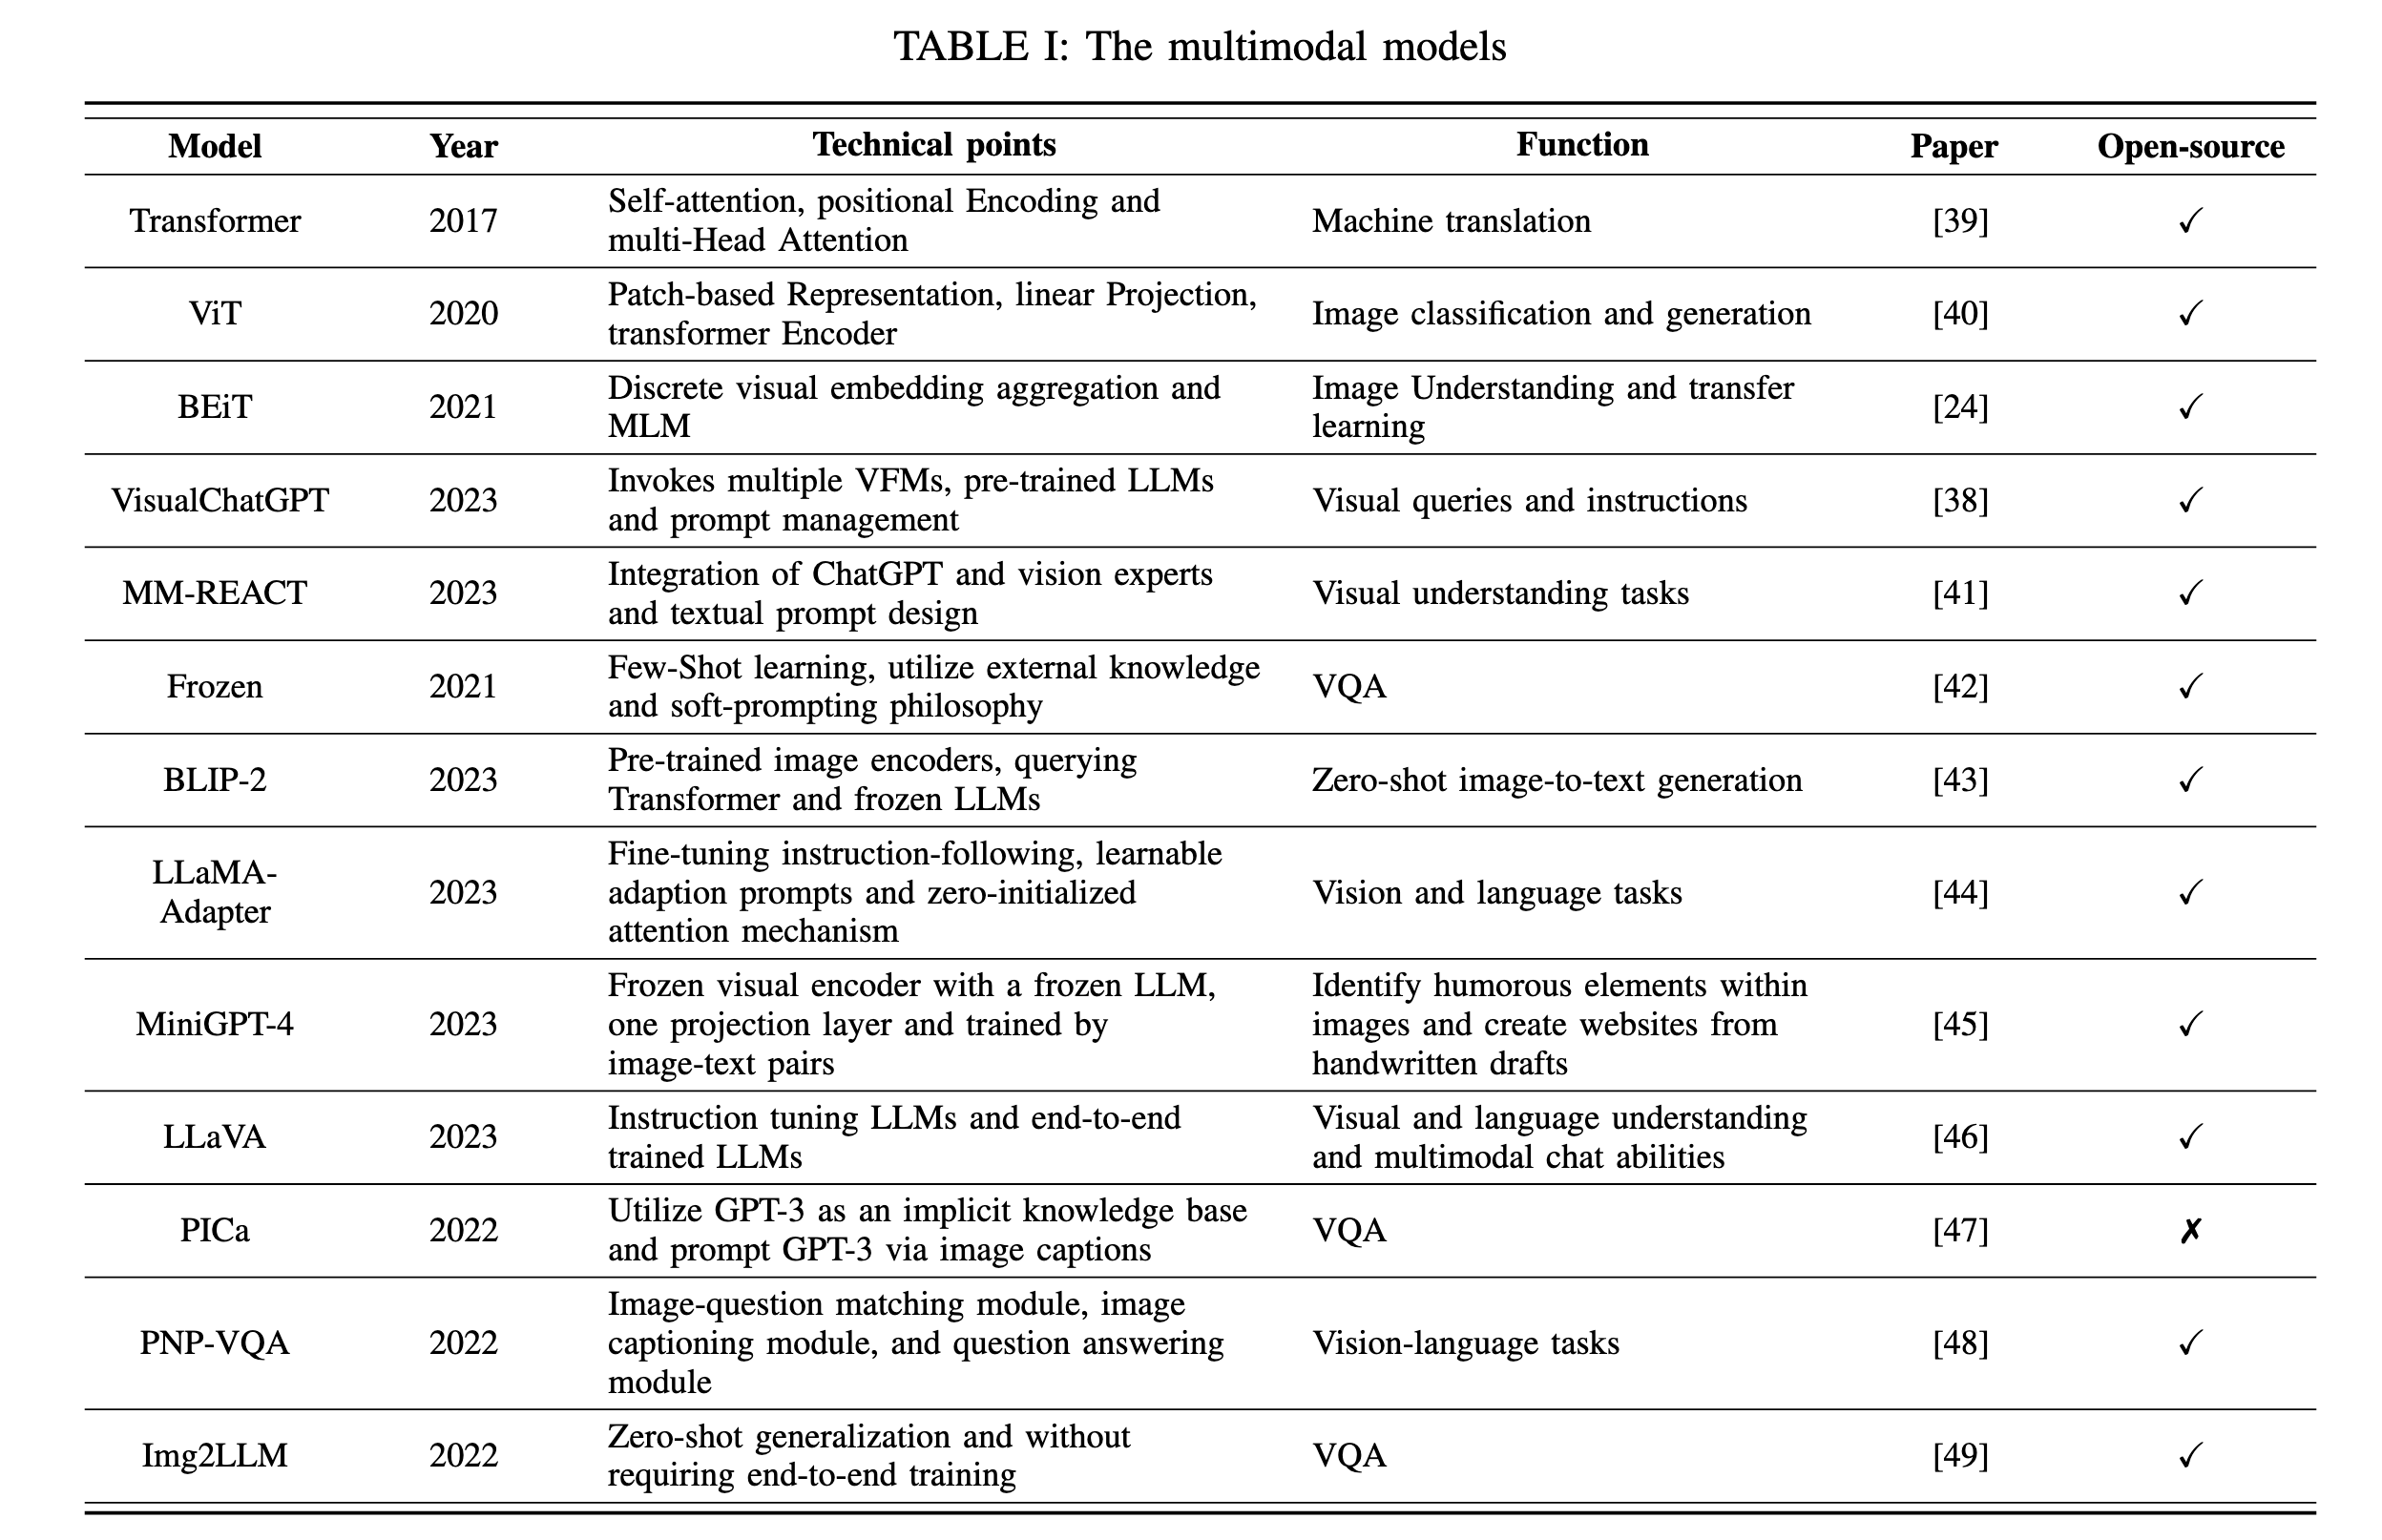 TABLE I: The multimodal models
Model Year Technical points Function Paper Open-source
Transformer 2017 Self-attention, positional Encoding and multi-Head Attention Machine translation [39] ✓
ViT 2020 Patch-based Representation, linear Projection, transformer Encoder Image classification and generation [40] ✓
BEiT 2021 Discrete visual embedding aggregation and MLM Image Understanding and transfer learning [24] ✓
VisualChatGPT 2023 Invokes multiple VFMs, pre-trained LLMs and prompt management Visual queries and instructions [38] ✓
MM-REACT 2023 Integration of ChatGPT and vision experts and textual prompt design Visual understanding tasks [41] ✓
Frozen 2021 Few-Shot learning, utilize external knowledge and soft-prompting philosophy VQA [42] ✓
BLIP-2 2023 Pre-trained image encoders, querying Transformer and frozen LLMs Zero-shot image-to-text generation [43] ✓
LLaMA-Adapter 2023 Fine-tuning instruction-following, learnable adaption prompts and zero-initialized attention mechanism Vision and language tasks [44] ✓
MiniGPT-4 2023 Frozen visual encoder with a frozen LLM, one projection layer and trained by image-text pairs Identify humorous elements within images and create websites from handwritten drafts [45] ✓
LLaVA 2023 Instruction tuning LLMs and end-to-end trained LLMs Visual and language understanding and multimodal chat abilities [46] ✓
PICa 2022 Utilize GPT-3 as an implicit knowledge base and prompt GPT-3 via image captions VQA [47] ✗
PNP-VQA 2022 Image-question matching module, image captioning module, and question answering module Vision-language tasks [48] ✓
Img2LLM 2022 Zero-shot generalization and without requiring end-to-end training VQA [49] ✓